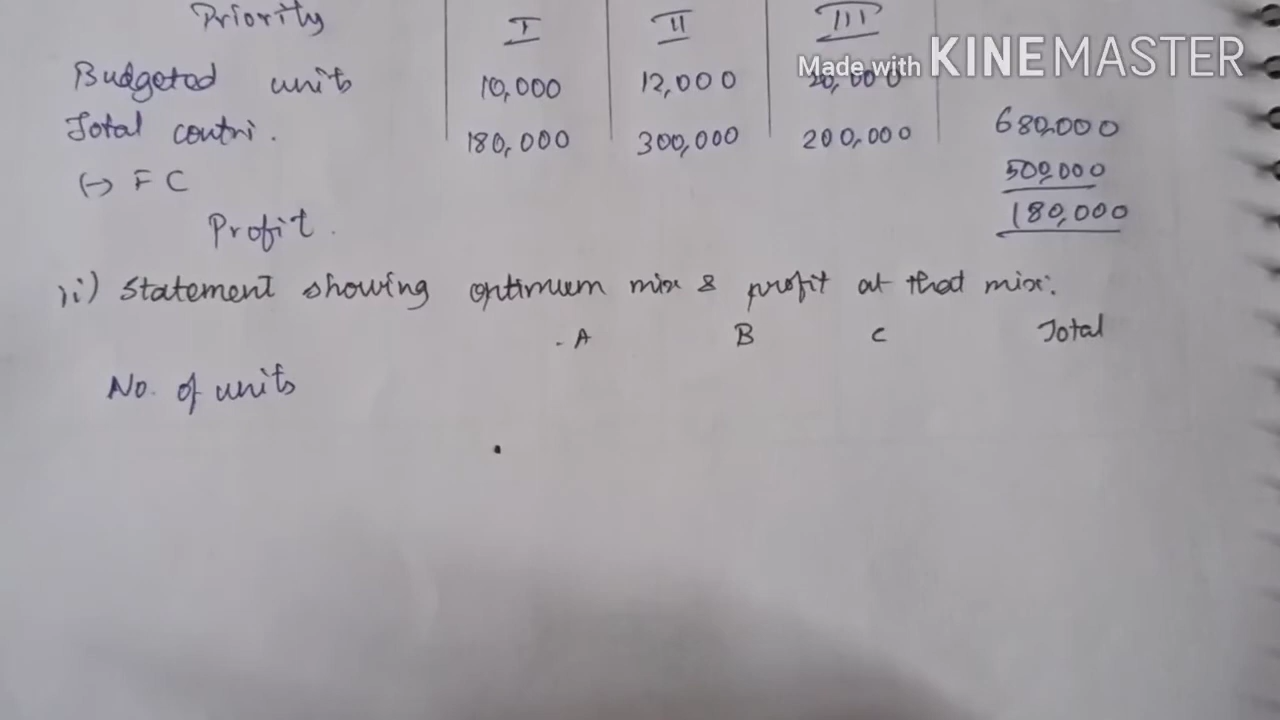 Priority I II III
Made with KINEMASTER
Budgeted units 10,000 12,000 20,000
Total contri. 180,000 300,000 200,000 680,000
(-) F C 500,000
Profit. 180,000
ii) Statement showing optimum mix & profit at that mix:
A B C Total
No. of units